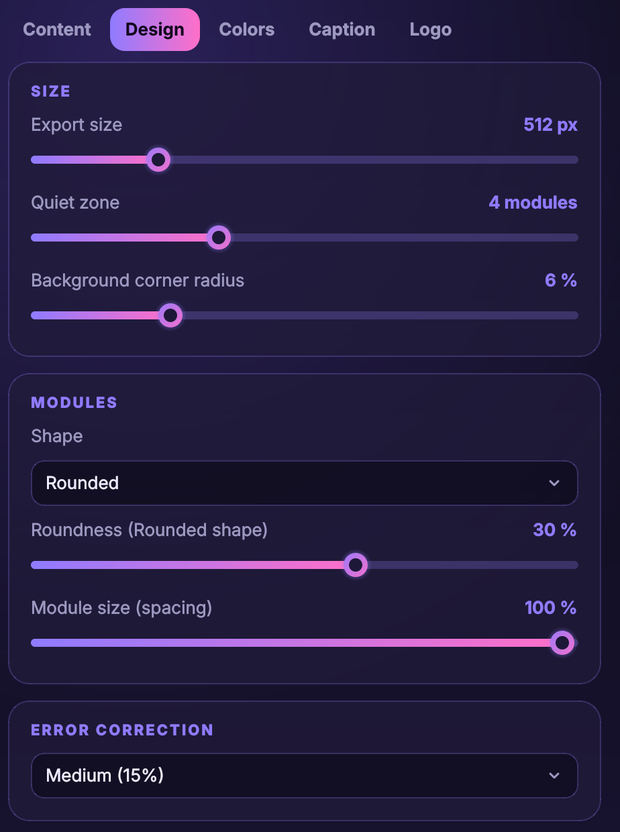 Content Design Colors Caption Logo
SIZE
Export size 512 px
Quiet zone 4 modules
Background corner radius 6 %
MODULES
Shape
Rounded
Roundness (Rounded shape) 30 %
Module size (spacing) 100 %
ERROR CORRECTION
Medium (15%)